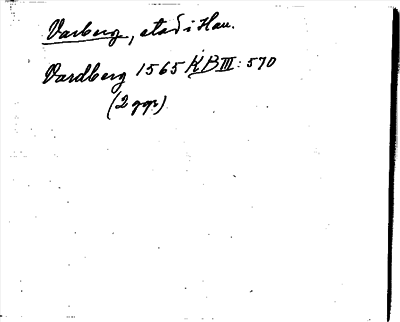 Varberg, stad i Hall.
Vardberg 1565 KB III: 570
(2 ggr)